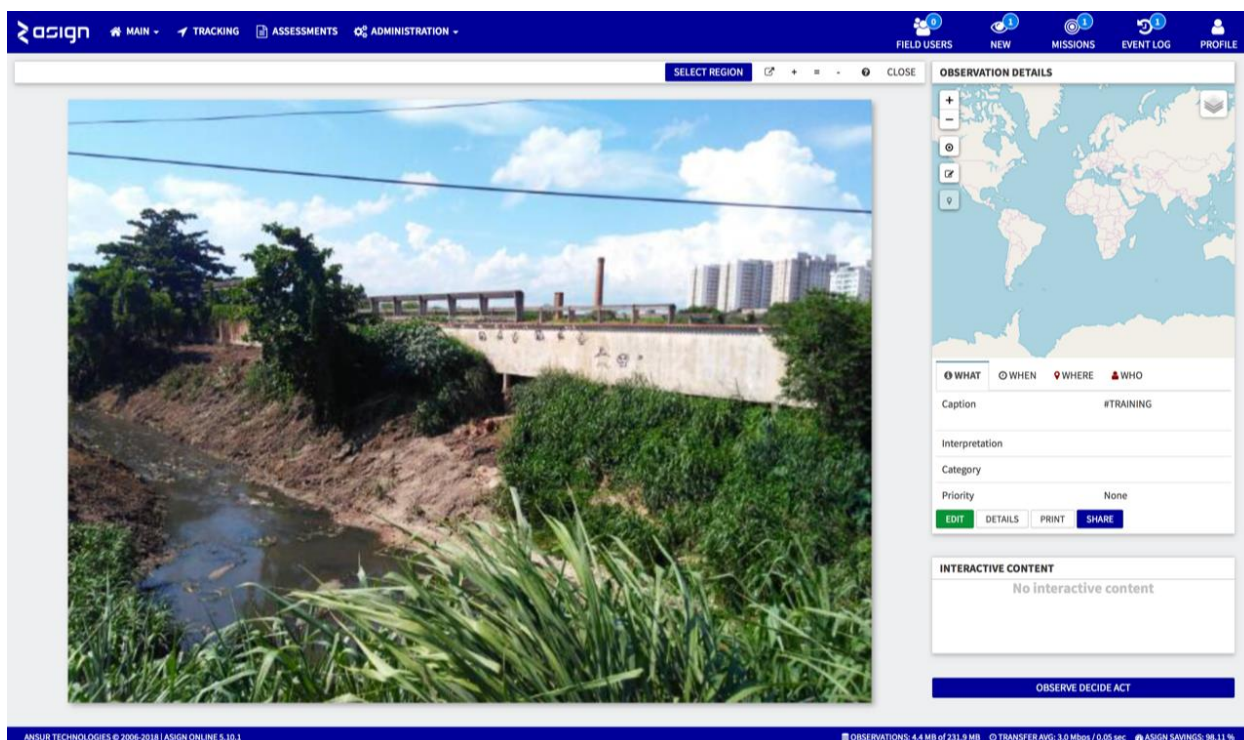 asign MAIN TRACKING ASSESSMENTS ADMINISTRATION
0 1 1 1
FIELD USERS NEW MISSIONS EVENT LOG PROFILE
SELECT REGION + = - ? CLOSE
OBSERVATION DETAILS
+
−
WHAT WHEN WHERE WHO
Caption #TRAINING
Interpretation
Category
Priority None
EDIT DETAILS PRINT SHARE
INTERACTIVE CONTENT
No interactive content
OBSERVE DECIDE ACT
ANSUR TECHNOLOGIES © 2006-2018 | ASIGN ONLINE 5.10.1 OBSERVATIONS: 4.4 MB of 231.9 MB TRANSFER AVG: 3.0 Mbps / 0.05 sec ASIGN SAVINGS: 98.11 %